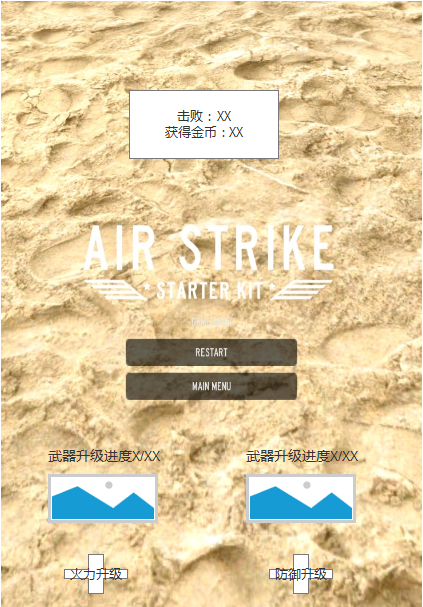 击败：XX
获得金币：XX
AIR STRIKE
* STARTER KIT *
RESTART
MAIN MENU
武器升级进度X/XX
武器升级进度X/XX
火力升级
防御升级